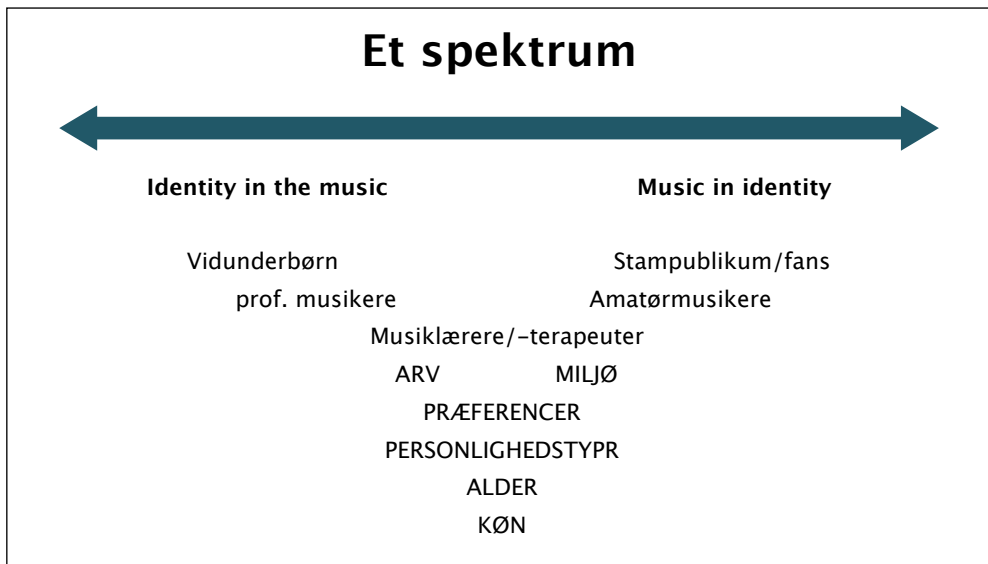 Et spektrum
Identity in the music Music in identity
Vidunderbørn Stampublikum/fans
prof. musikere Amatørmusikere
Musiklærere/-terapeuter
ARV MILJØ
PRÆFERENCER
PERSONLIGHEDSTYPR
ALDER
KØN